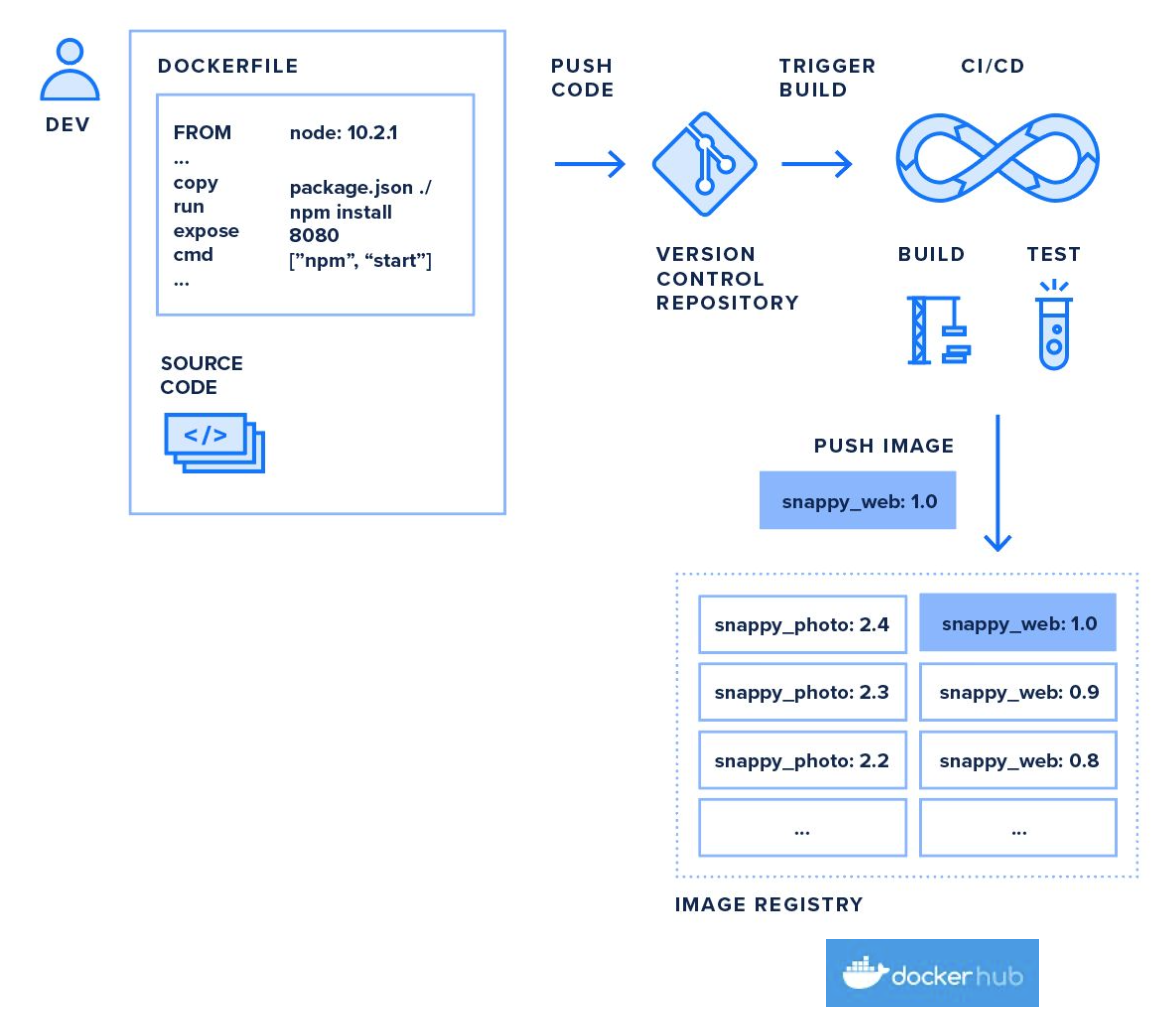 DEV
DOCKERFILE
FROM node: 10.2.1
...
copy package.json ./
run npm install
expose 8080
cmd ["npm”, “start”]
...
SOURCE
CODE
</>
PUSH
CODE
VERSION
CONTROL
REPOSITORY
TRIGGER
BUILD
CI/CD
BUILD
TEST
PUSH IMAGE
snappy_web: 1.0
snappy_photo: 2.4
snappy_web: 1.0
snappy_photo: 2.3
snappy_web: 0.9
snappy_photo: 2.2
snappy_web: 0.8
...
...
IMAGE REGISTRY
dockerhub